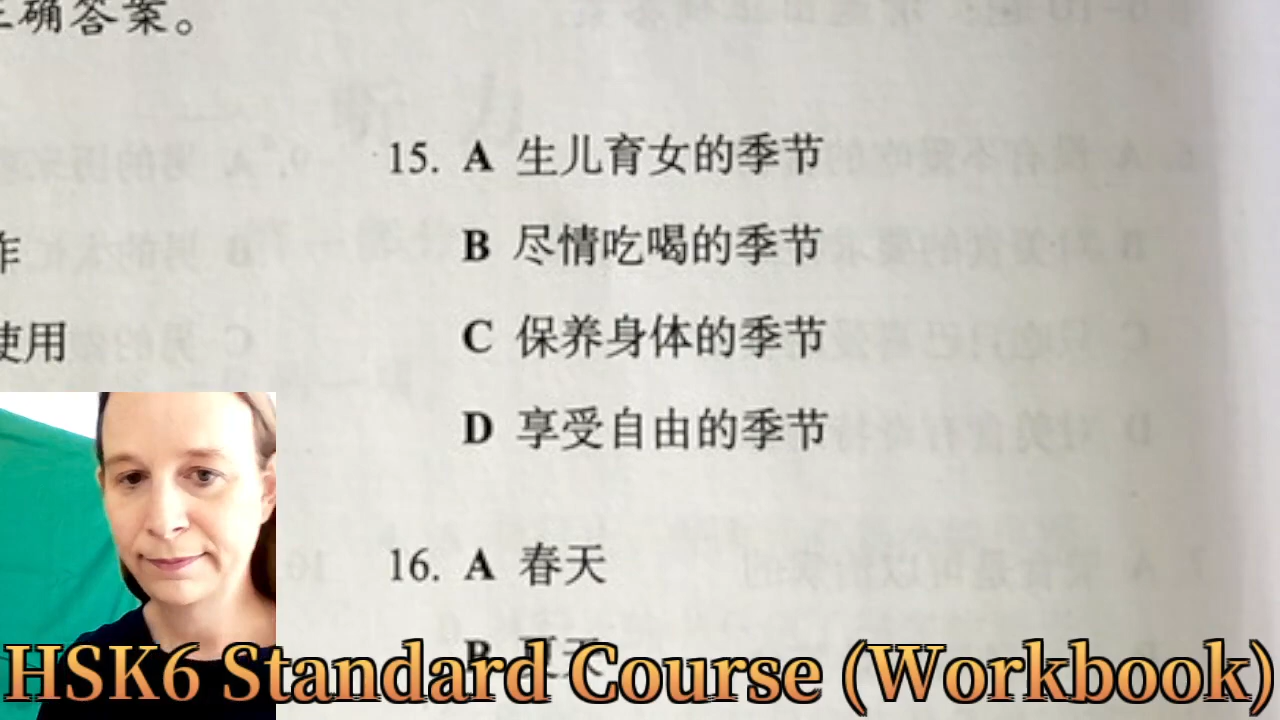 确答案。
15. A 生儿育女的季节
作
B 尽情吃喝的季节
使用
C 保养身体的季节
D 享受自由的季节
16. A 春天
B 夏天
HSK6 Standard Course (Workbook)